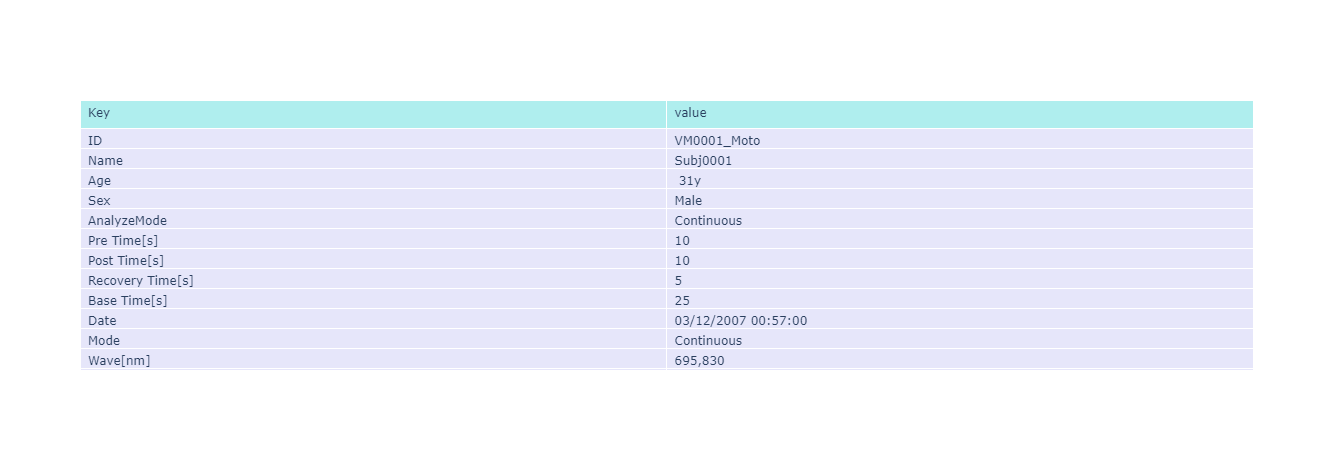 Key value
ID VM0001_Moto
Name Subj0001
Age 31y
Sex Male
AnalyzeMode Continuous
Pre Time[s] 10
Post Time[s] 10
Recovery Time[s] 5
Base Time[s] 25
Date 03/12/2007 00:57:00
Mode Continuous
Wave[nm] 695,830